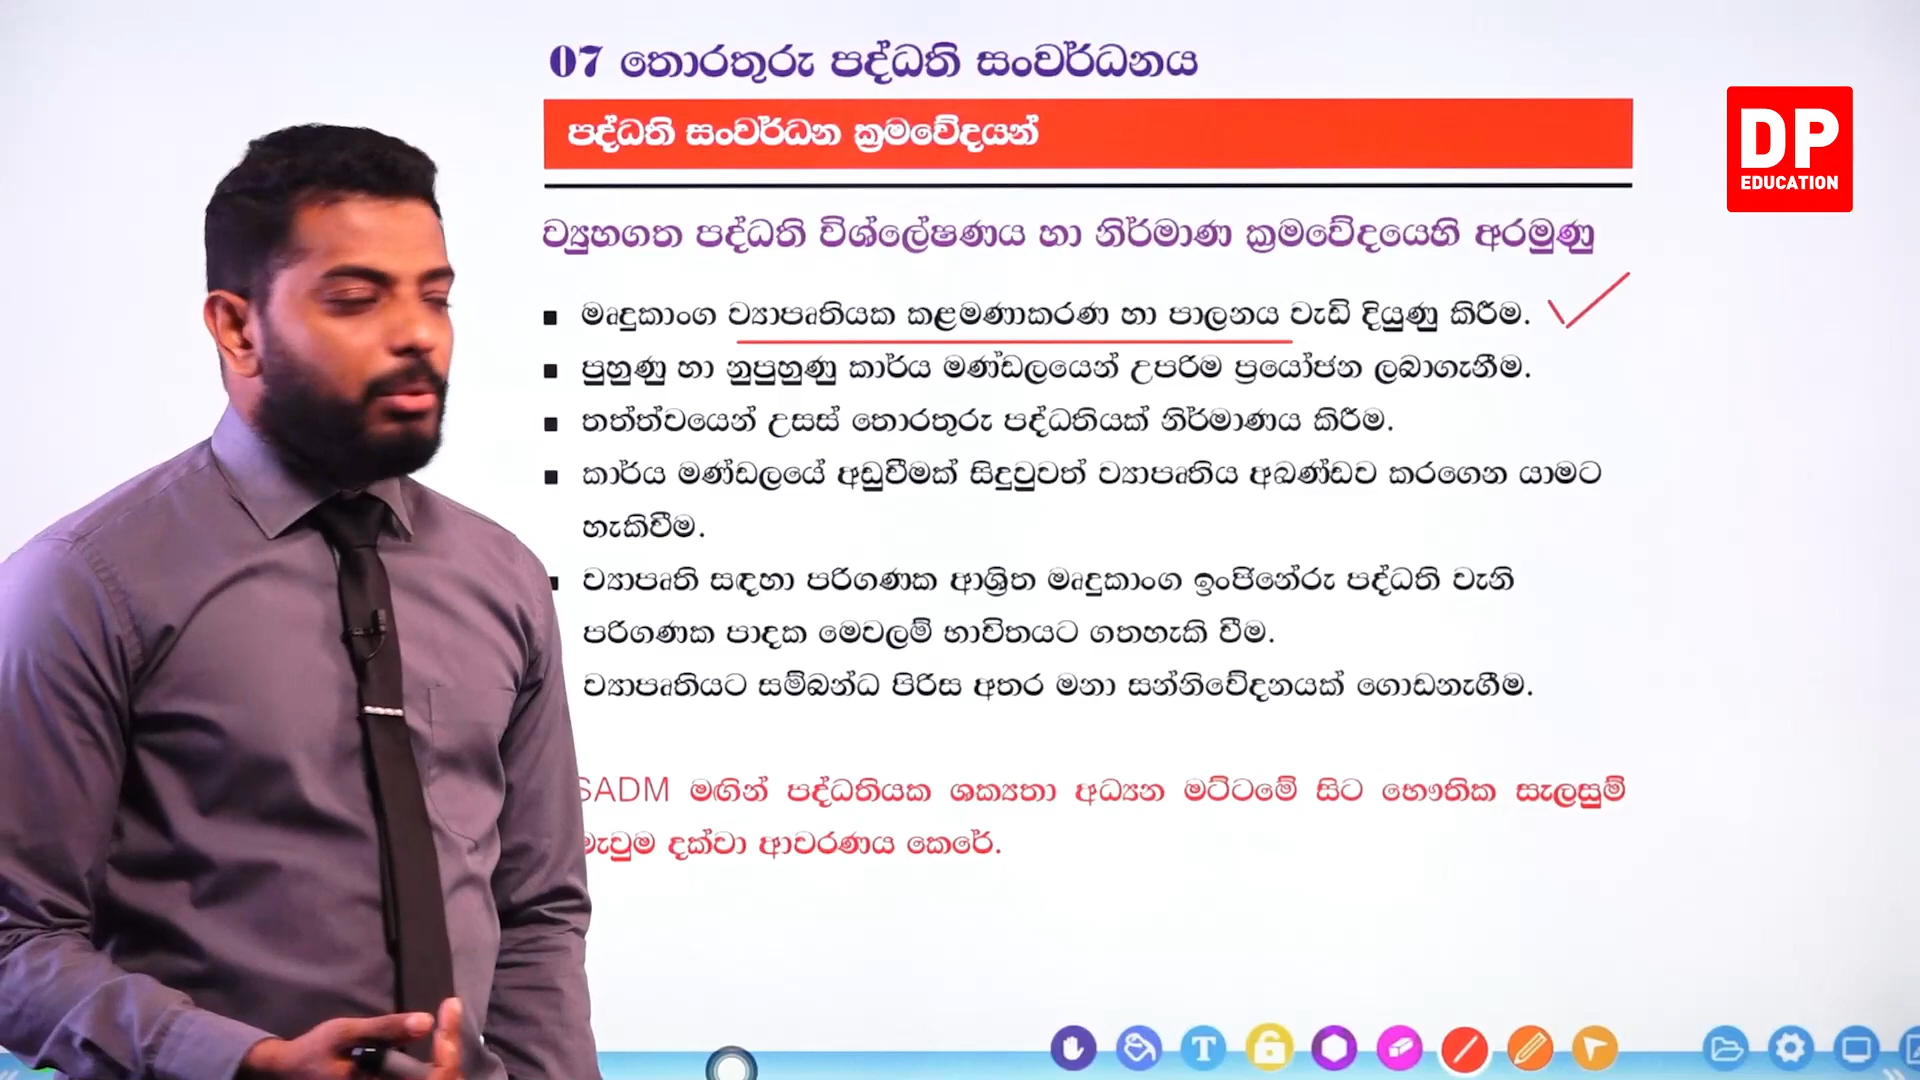 07 තොරතුරු පද්ධති සංවර්ධනය
පද්ධති සංවර්ධන ක්‍රමවේදයන්
DP
EDUCATION
ව්‍යුහගත පද්ධති විශ්ලේෂණය හා නිර්මාණ ක්‍රමවේදයෙහි අරමුණු
▪ මෘදුකාංග ව්‍යාපෘතියක කළමණාකරණ හා පාලනය වැඩි දියුණු කිරීම.
▪ පුහුණු හා නුපුහුණු කාර්ය මණ්ඩලයෙන් උපරිම ප්‍රයෝජන ලබාගැනීම.
▪ තත්ත්වයෙන් උසස් තොරතුරු පද්ධතියක් නිර්මාණය කිරීම.
▪ කාර්ය මණ්ඩලයේ අඩුවීමක් සිදුවුවත් ව්‍යාපෘතිය අඛණ්ඩව කරගෙන යාමට
හැකිවීම.
▪ ව්‍යාපෘති සඳහා පරිගණක ආශ්‍රිත මෘදුකාංග ඉංජිනේරු පද්ධති වැනි
පරිගණක පාදක මෙවලම් භාවිතයට ගතහැකි වීම.
ව්‍යාපෘතියට සම්බන්ධ පිරිස අතර මනා සන්නිවේදනයක් ගොඩනැගීම.
SADM මඟින් පද්ධතියක ශක්‍යතා අධ්‍යන මට්ටමේ සිට භෞතික සැලසුම්
මැවුම දක්වා ආවරණය කෙරේ.